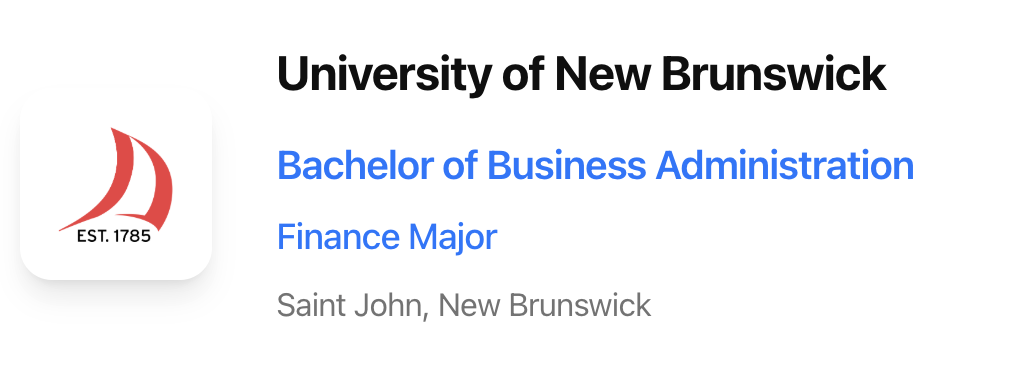 University of New Brunswick
Bachelor of Business Administration
Finance Major
Saint John, New Brunswick
EST. 1785